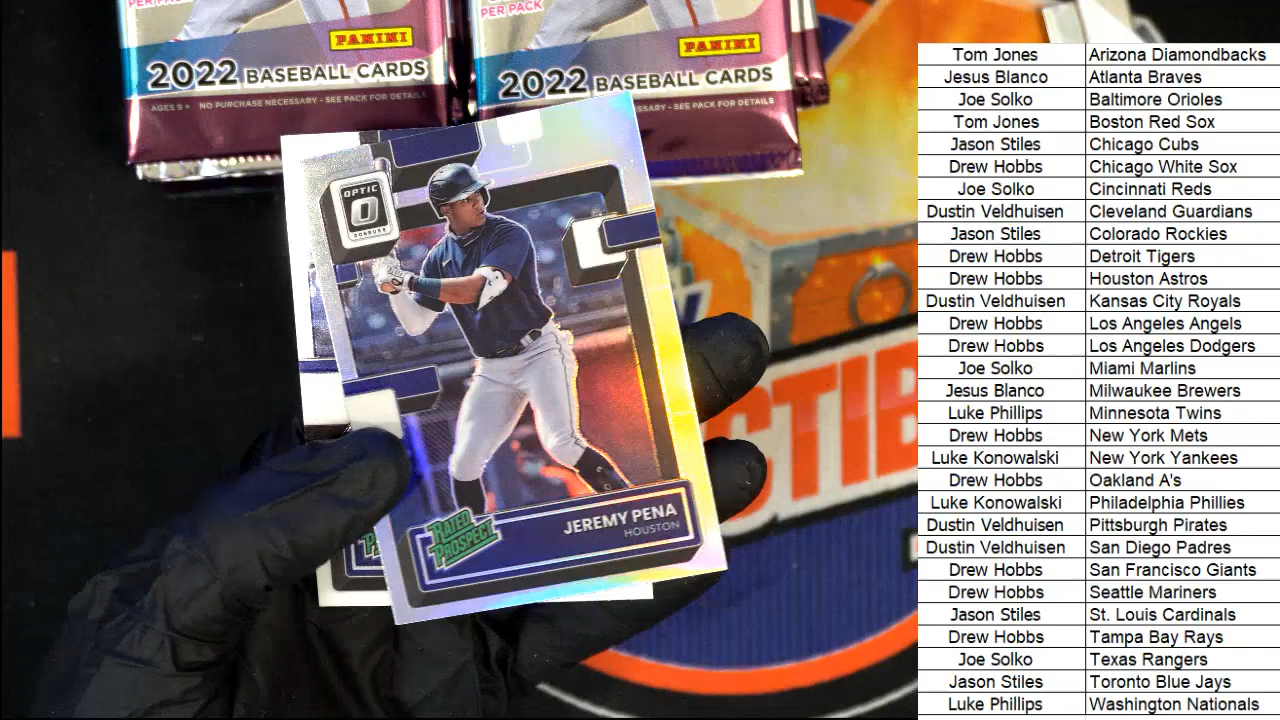 PER PACK
PANINI
2022 BASEBALL CARDS
AGES 9+ NO PURCHASE NECESSARY - SEE PACK FOR DETAILS
PER PACK
PANINI
2022 BASEBALL CARDS
SSARY - SEE PACK FOR DETAILS
OPTIC
DONRUSS
RATED PROSPECT
JEREMY PENA
HOUSTON
CTIB
Tom Jones Arizona Diamondbacks
Jesus Blanco Atlanta Braves
Joe Solko Baltimore Orioles
Tom Jones Boston Red Sox
Jason Stiles Chicago Cubs
Drew Hobbs Chicago White Sox
Joe Solko Cincinnati Reds
Dustin Veldhuisen Cleveland Guardians
Jason Stiles Colorado Rockies
Drew Hobbs Detroit Tigers
Drew Hobbs Houston Astros
Dustin Veldhuisen Kansas City Royals
Drew Hobbs Los Angeles Angels
Drew Hobbs Los Angeles Dodgers
Joe Solko Miami Marlins
Jesus Blanco Milwaukee Brewers
Luke Phillips Minnesota Twins
Drew Hobbs New York Mets
Luke Konowalski New York Yankees
Drew Hobbs Oakland A's
Luke Konowalski Philadelphia Phillies
Dustin Veldhuisen Pittsburgh Pirates
Dustin Veldhuisen San Diego Padres
Drew Hobbs San Francisco Giants
Drew Hobbs Seattle Mariners
Jason Stiles St. Louis Cardinals
Drew Hobbs Tampa Bay Rays
Joe Solko Texas Rangers
Jason Stiles Toronto Blue Jays
Luke Phillips Washington Nationals